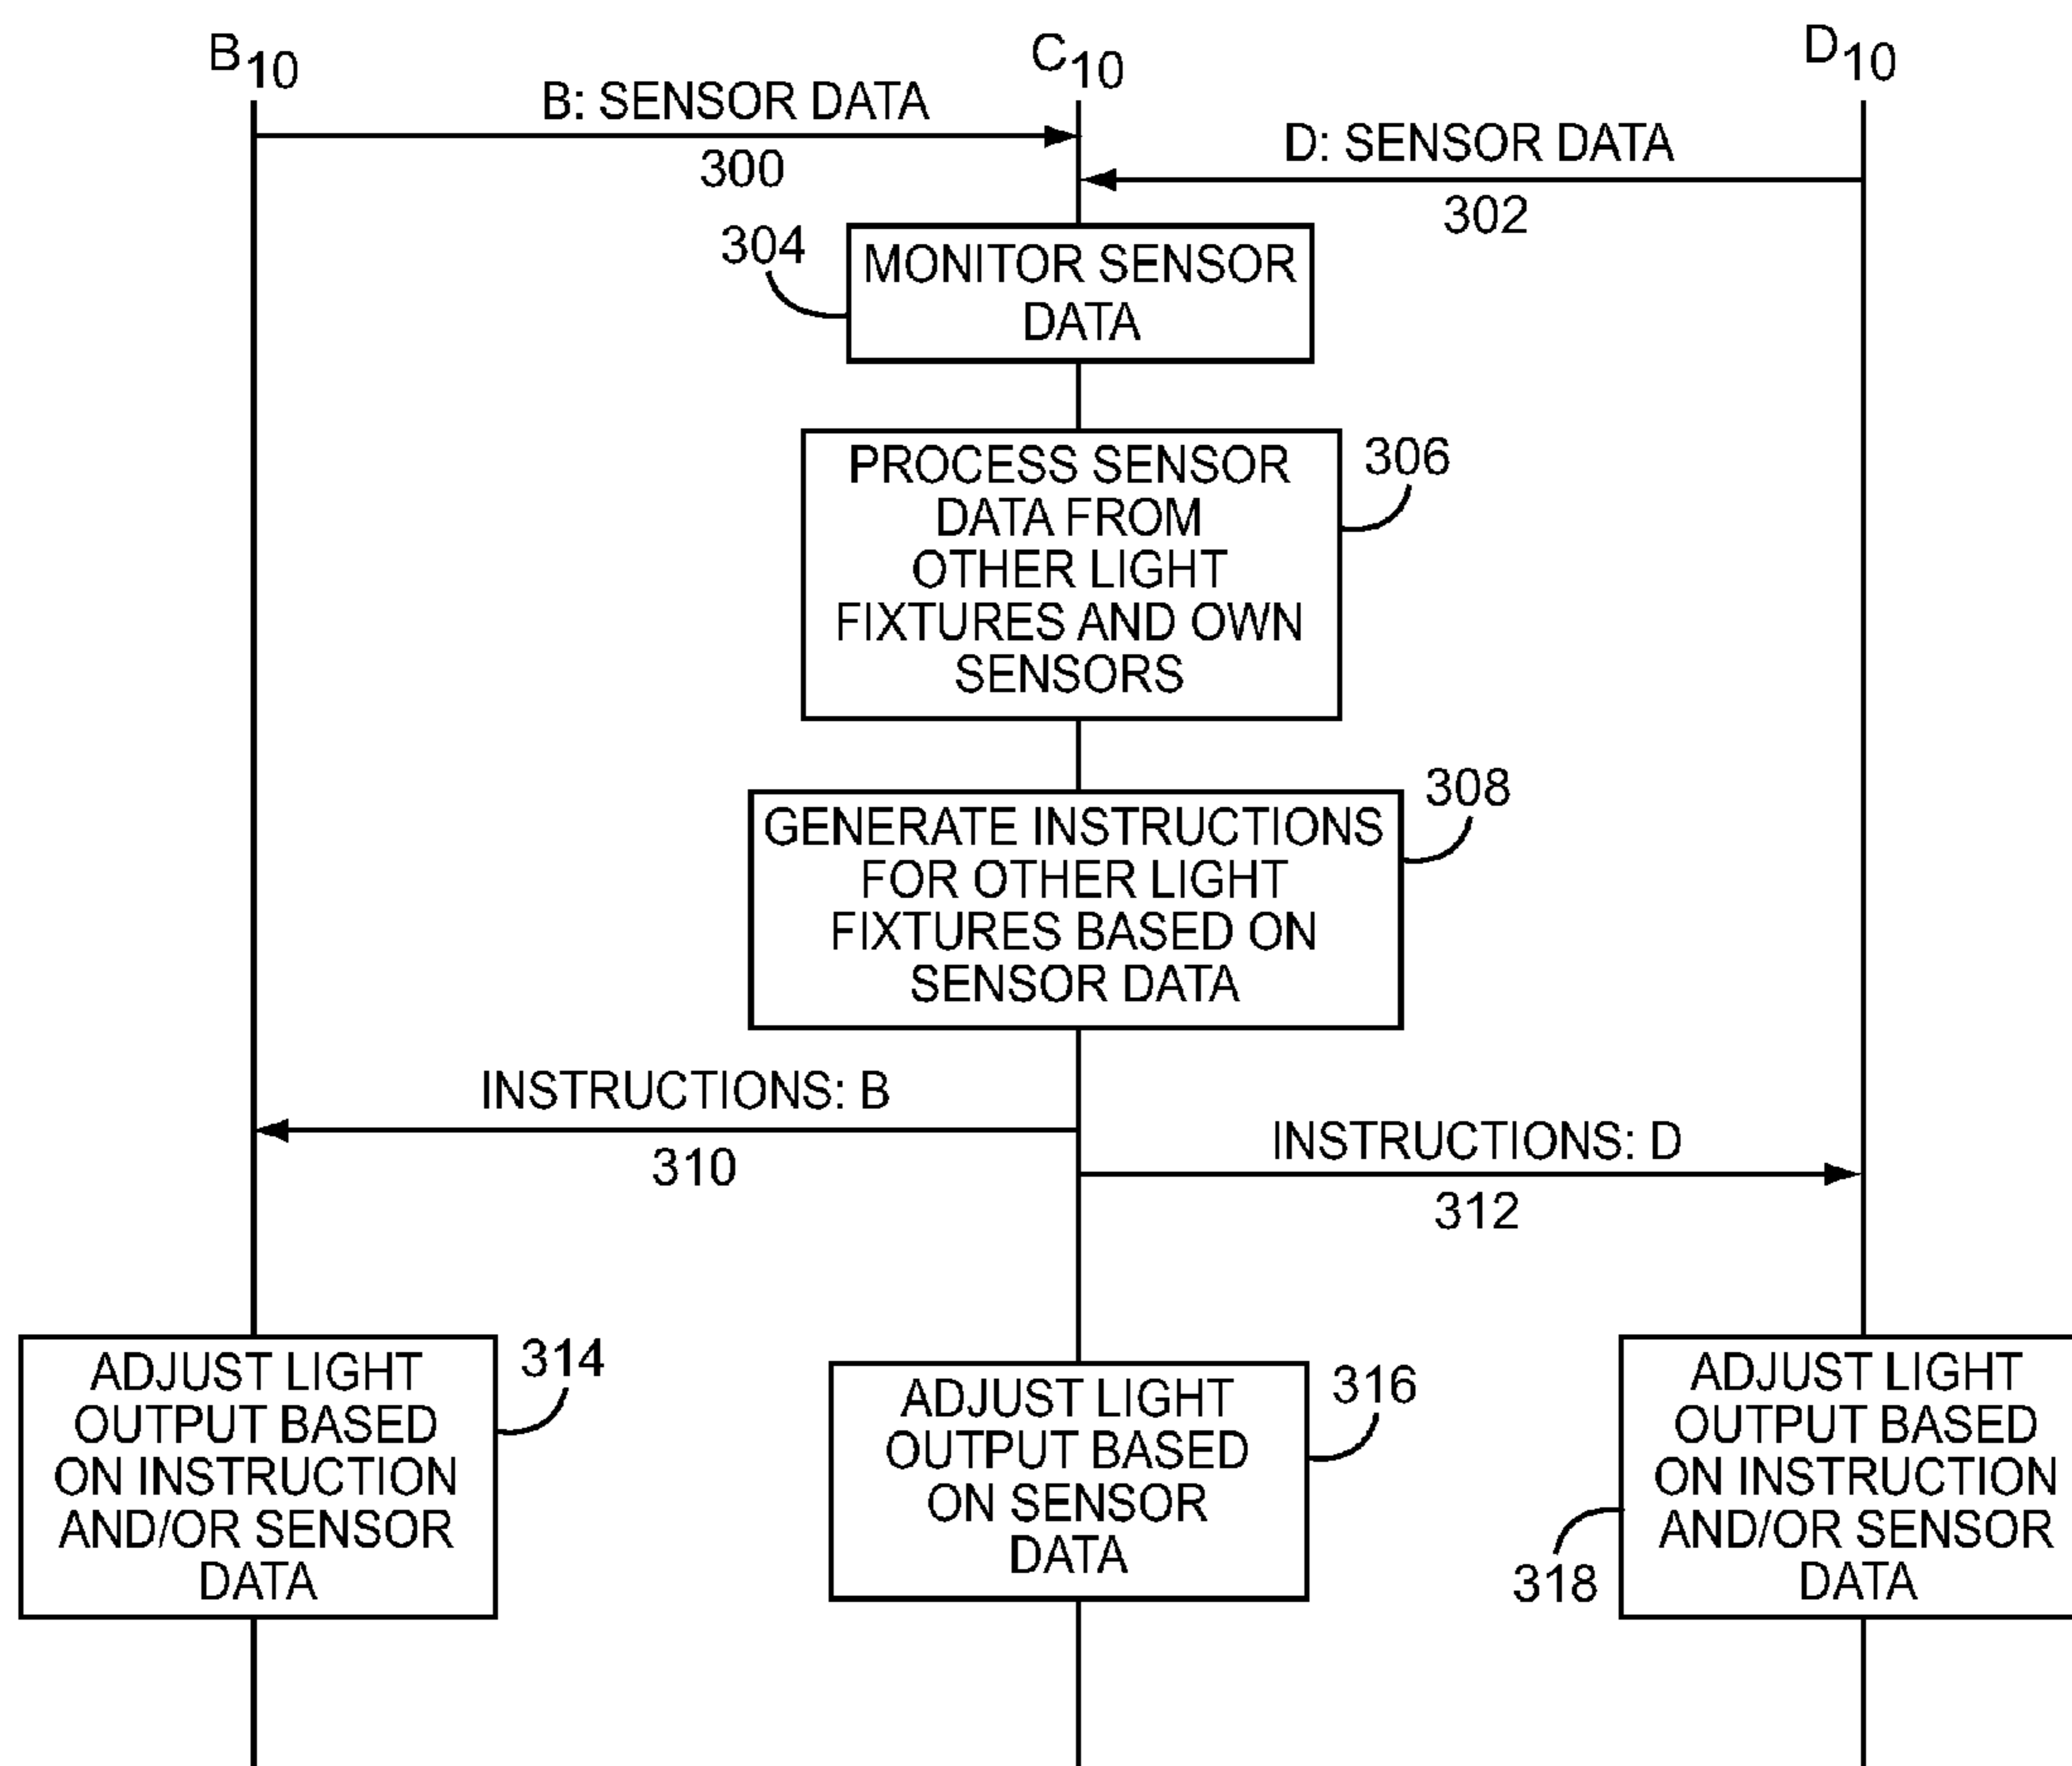 B10
C10
D10
B: SENSOR DATA
300
D: SENSOR DATA
302
304
MONITOR SENSOR
DATA
306
PROCESS SENSOR
DATA FROM
OTHER LIGHT
FIXTURES AND OWN
SENSORS
308
GENERATE INSTRUCTIONS
FOR OTHER LIGHT
FIXTURES BASED ON
SENSOR DATA
INSTRUCTIONS: B
310
INSTRUCTIONS: D
312
ADJUST LIGHT
OUTPUT BASED
ON INSTRUCTION
AND/OR SENSOR
DATA
314
ADJUST LIGHT
OUTPUT BASED
ON SENSOR
DATA
316
ADJUST LIGHT
OUTPUT BASED
ON INSTRUCTION
AND/OR SENSOR
DATA
318